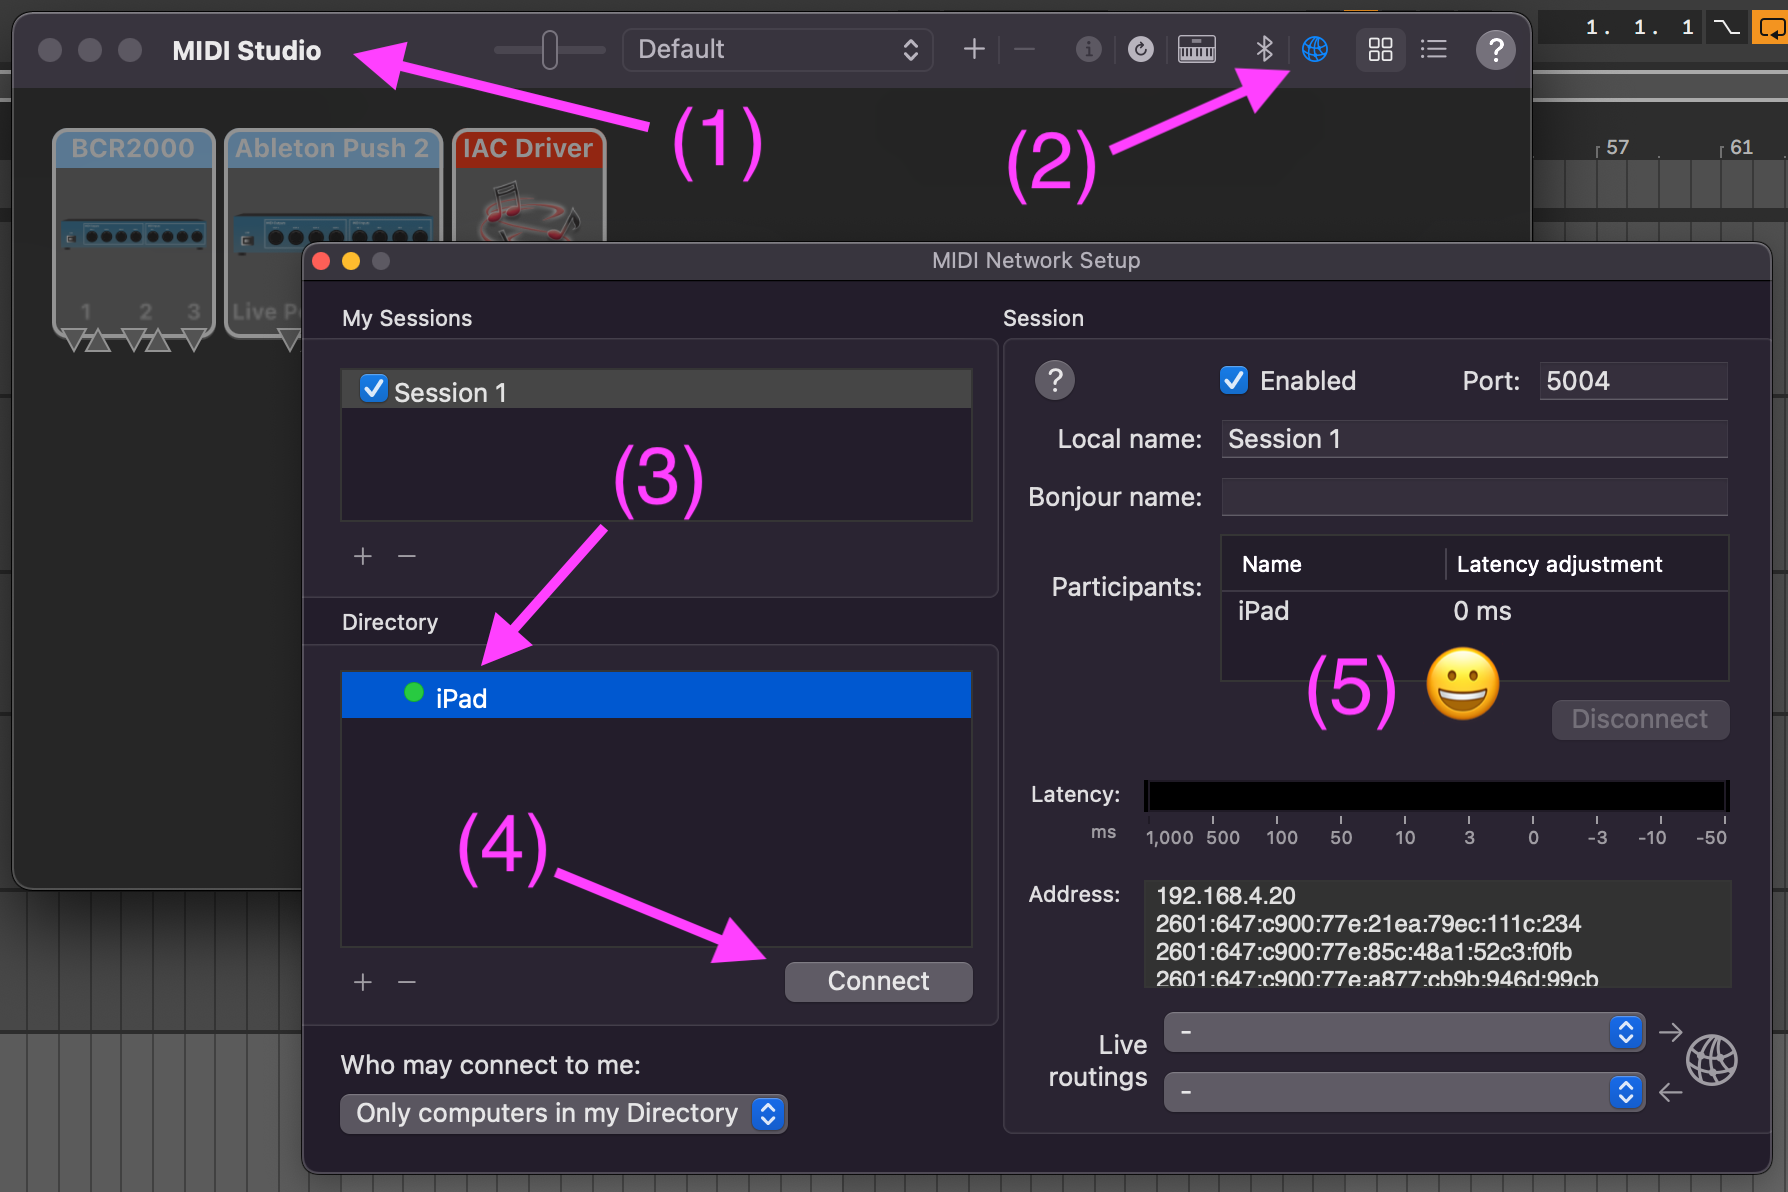 MIDI Studio
Default
1. 1. 1
(1)
(2)
57
61
BCR2000
Ableton Push 2
IAC Driver
1 2 3
Live
MIDI Network Setup
My Sessions
Session 1
(3)
Directory
iPad
(4)
Connect
Who may connect to me:
Only computers in my Directory
Session
?
Enabled
Port: 5004
Local name: Session 1
Bonjour name:
Participants:
Name Latency adjustment
iPad 0 ms
(5) 😀
Disconnect
Latency:
ms
1,000 500 100 50 10 3 0 -3 -10 -50
Address:
192.168.4.20
2601:647:c900:77e:21ea:79ec:111c:234
2601:647:c900:77e:85c:48a1:52c3:f0fb
2601:647:c900:77e:a877:cb9b:946d:99cb
Live
routings
-
-